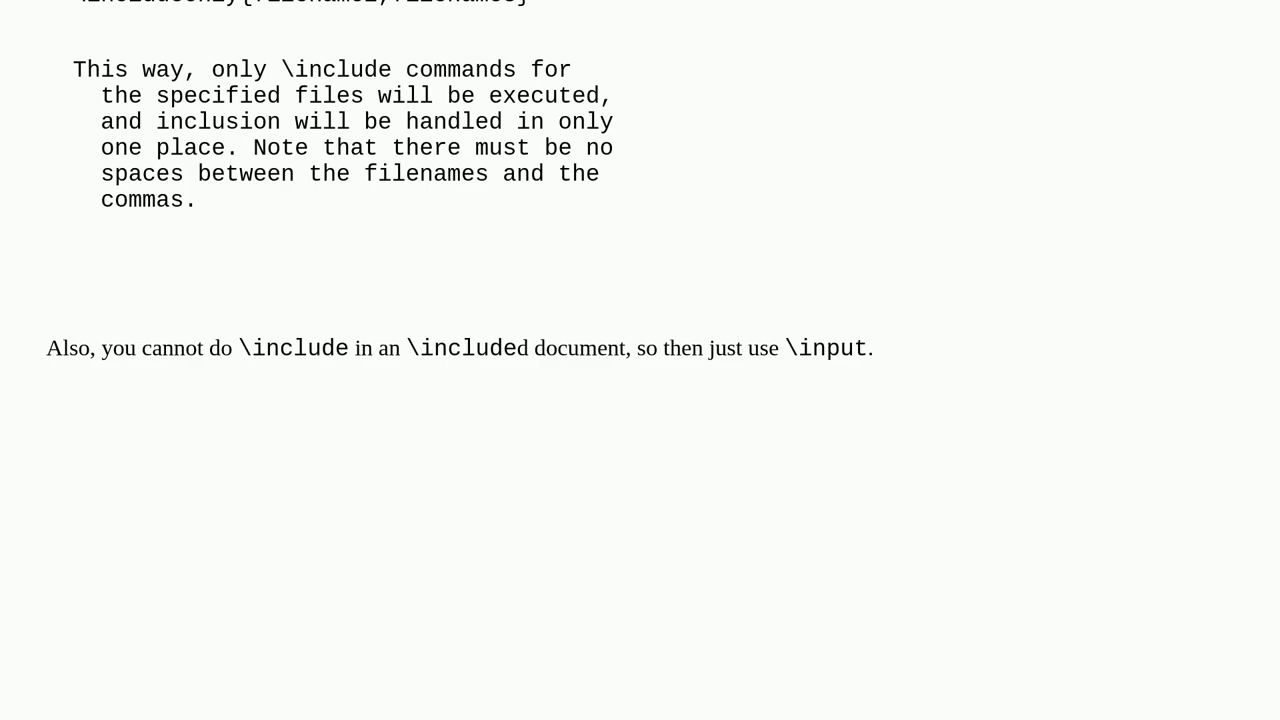 This way, only \include commands for
the specified files will be executed,
and inclusion will be handled in only
one place. Note that there must be no
spaces between the filenames and the
commas.
Also, you cannot do \include in an \included document, so then just use \input.